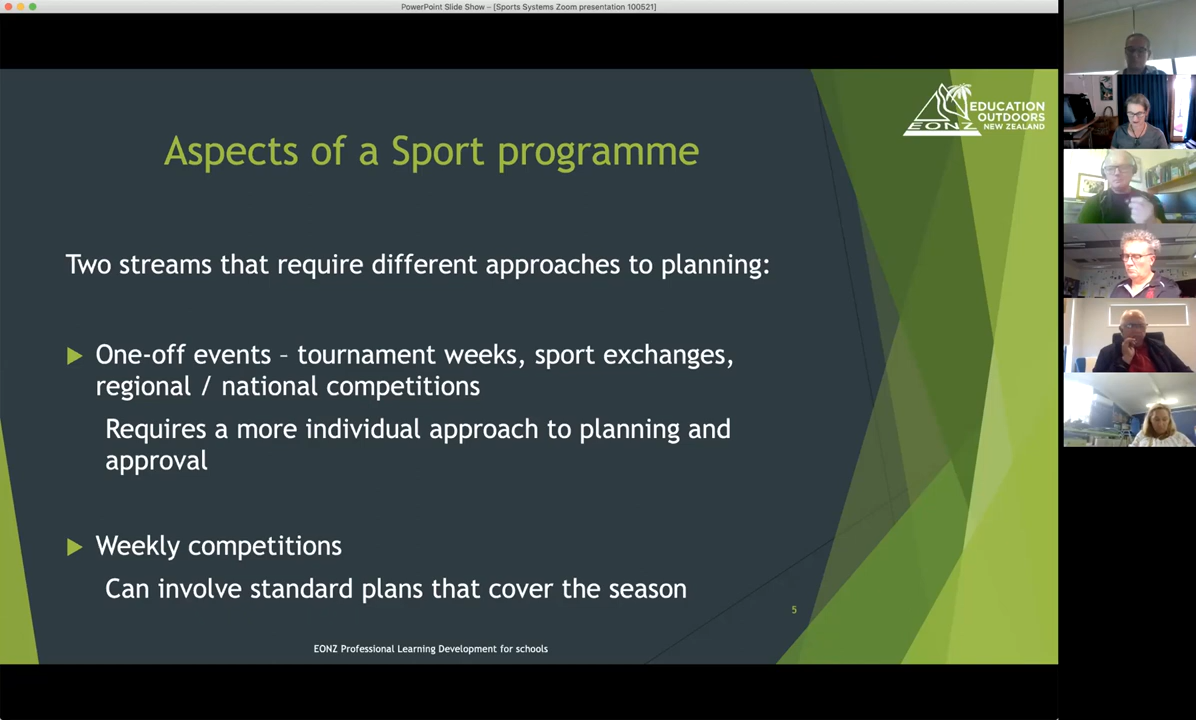 PowerPoint Slide Show – [Sports Systems Zoom presentation 100521]
EONZ
EDUCATION
OUTDOORS
NEW ZEALAND
Aspects of a Sport programme
Two streams that require different approaches to planning:
One-off events – tournament weeks, sport exchanges,
regional / national competitions
Requires a more individual approach to planning and
approval
Weekly competitions
Can involve standard plans that cover the season
5
EONZ Professional Learning Development for schools